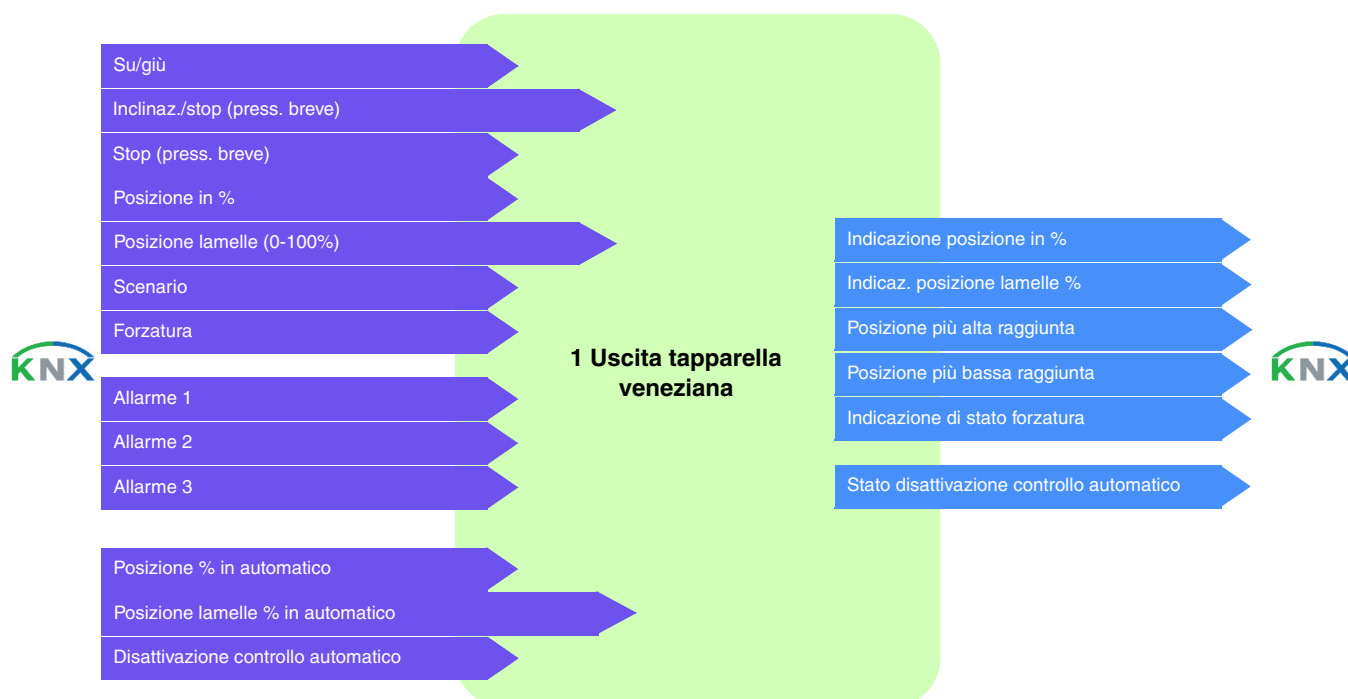 Su/giù
Inclinaz./stop (press. breve)
Stop (press. breve)
Posizione in %
Posizione lamelle (0-100%)
Scenario
Forzatura
KNX
Allarme 1
Allarme 2
Allarme 3
Posizione % in automatico
Posizione lamelle % in automatico
Disattivazione controllo automatico
1 Uscita tapparella
veneziana
Indicazione posizione in %
Indicaz. posizione lamelle %
Posizione più alta raggiunta
Posizione più bassa raggiunta
Indicazione di stato forzatura
Stato disattivazione controllo automatico
KNX